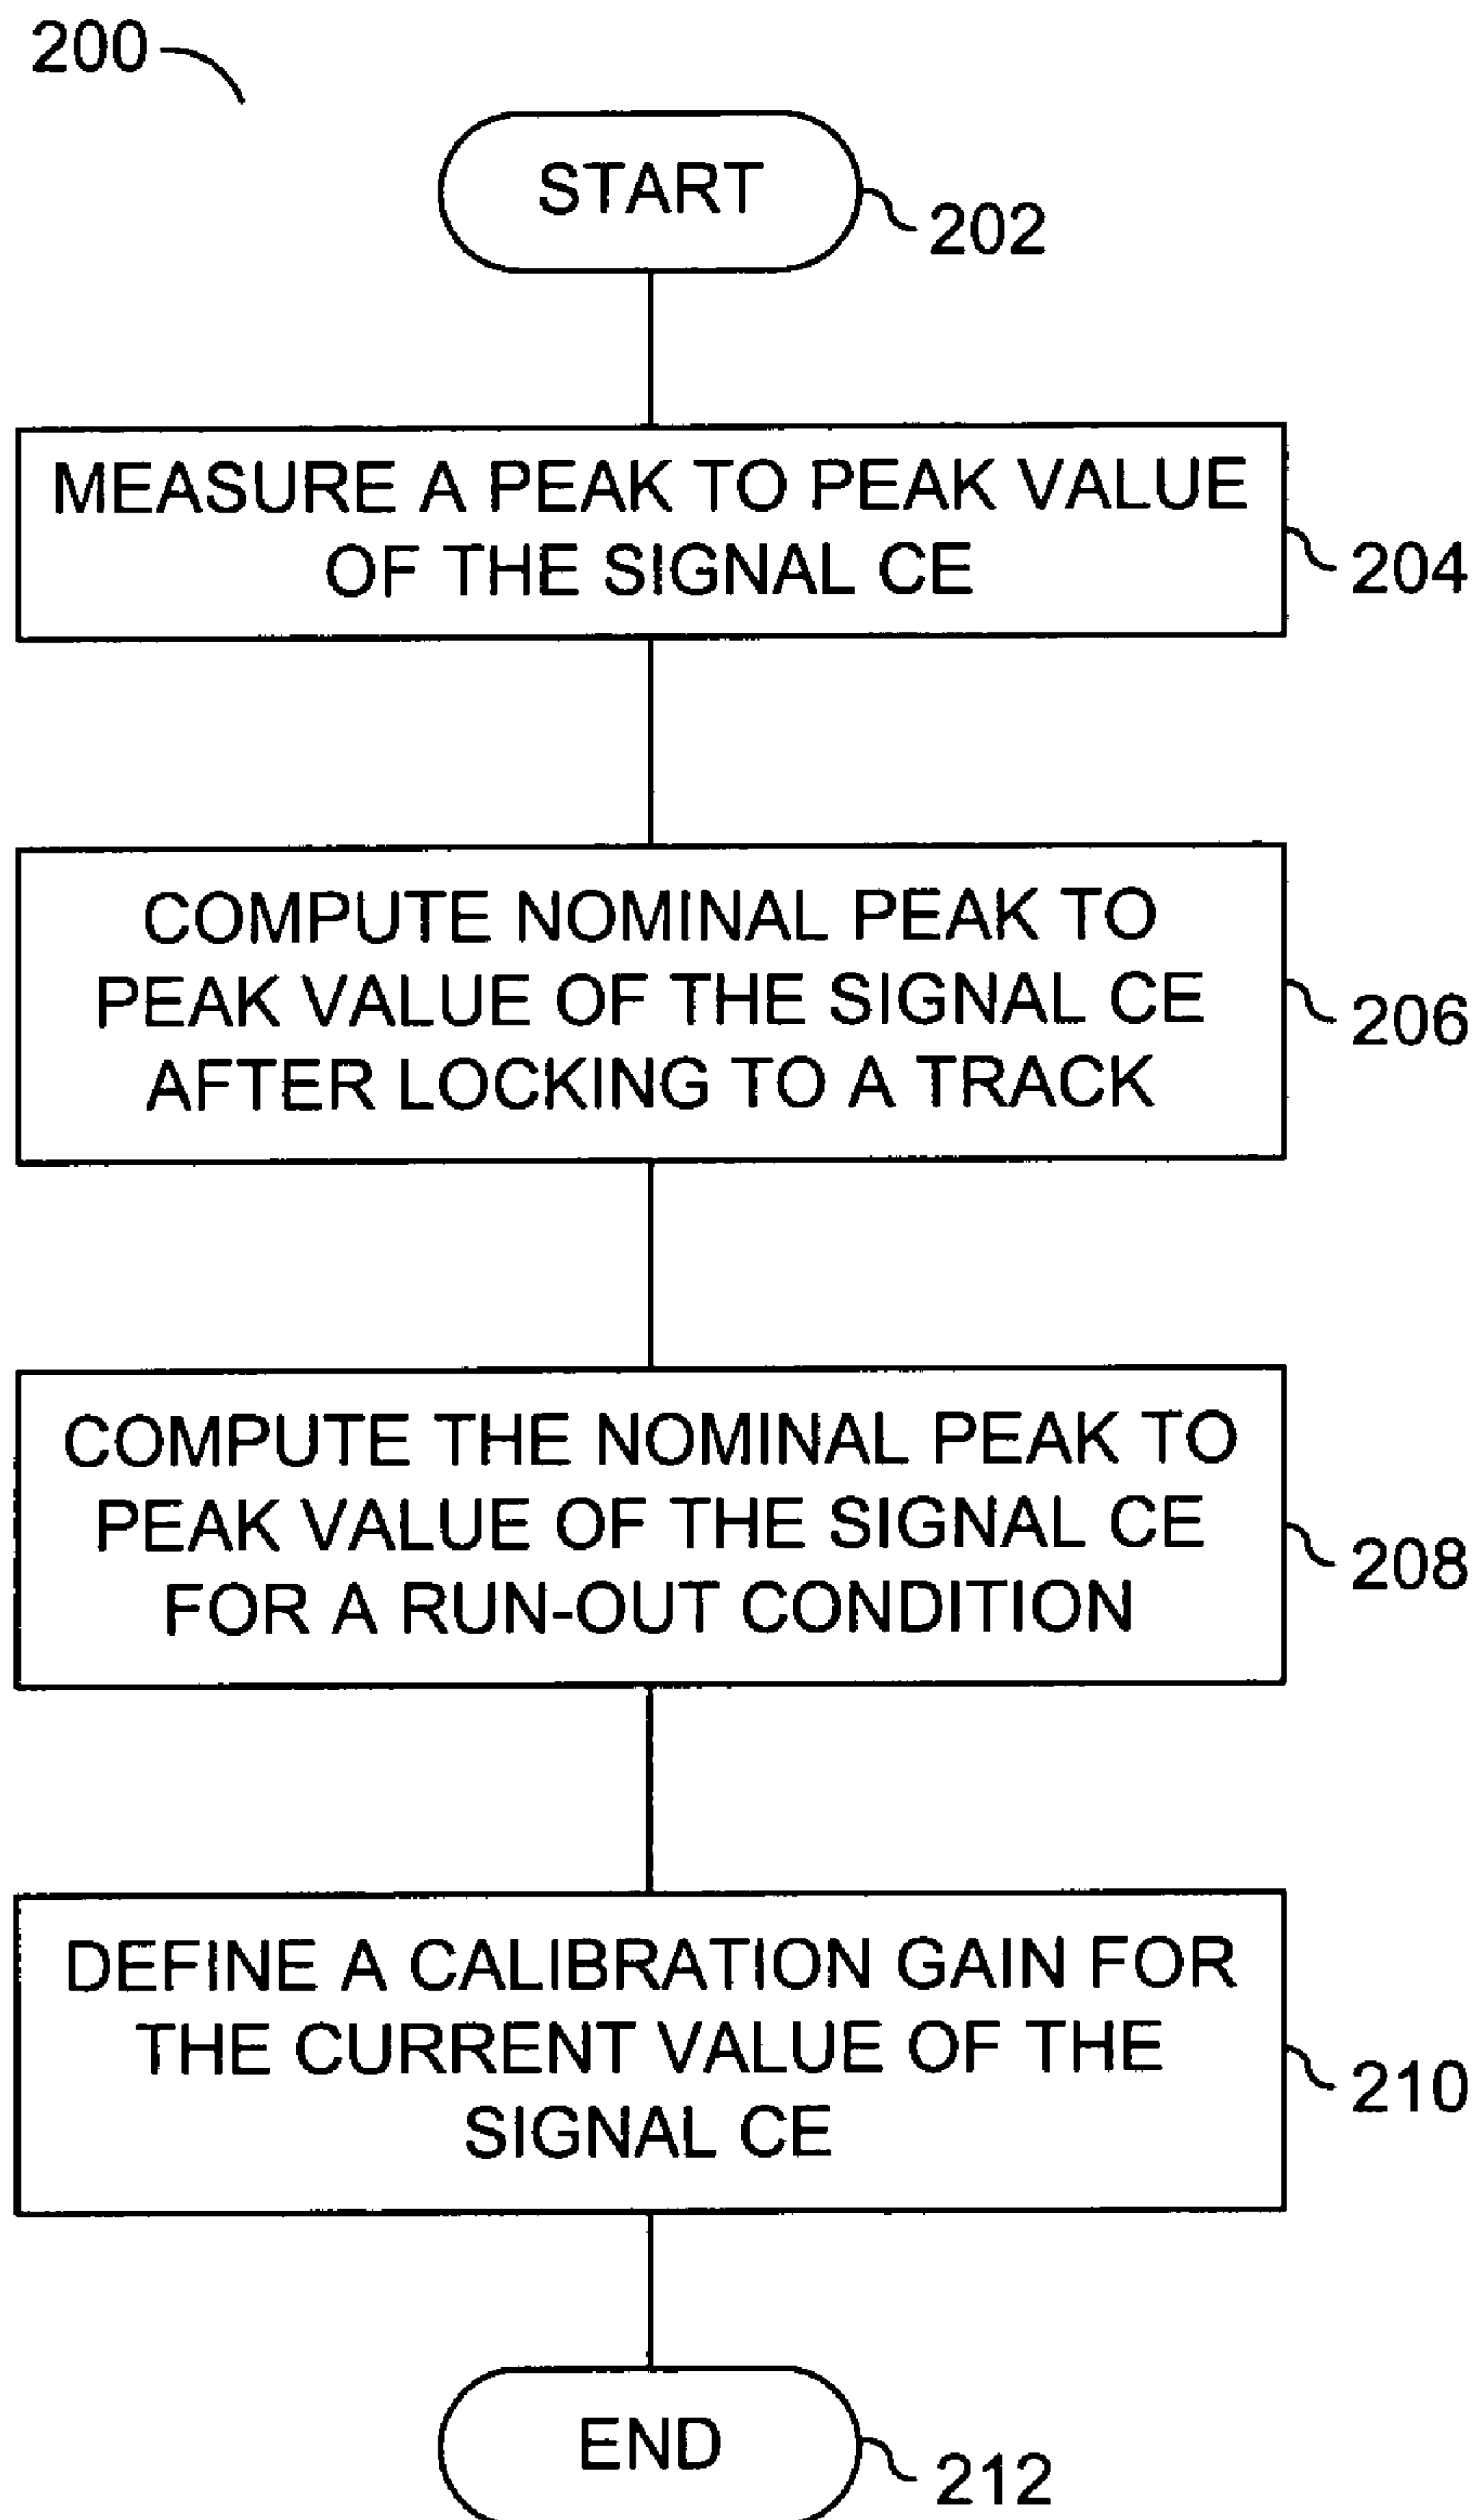 200
START
202
MEASURE A PEAK TO PEAK VALUE
OF THE SIGNAL CE
204
COMPUTE NOMINAL PEAK TO
PEAK VALUE OF THE SIGNAL CE
AFTER LOCKING TO A TRACK
206
COMPUTE THE NOMINAL PEAK TO
PEAK VALUE OF THE SIGNAL CE
FOR A RUN-OUT CONDITION
208
DEFINE A CALIBRATION GAIN FOR
THE CURRENT VALUE OF THE
SIGNAL CE
210
END
212